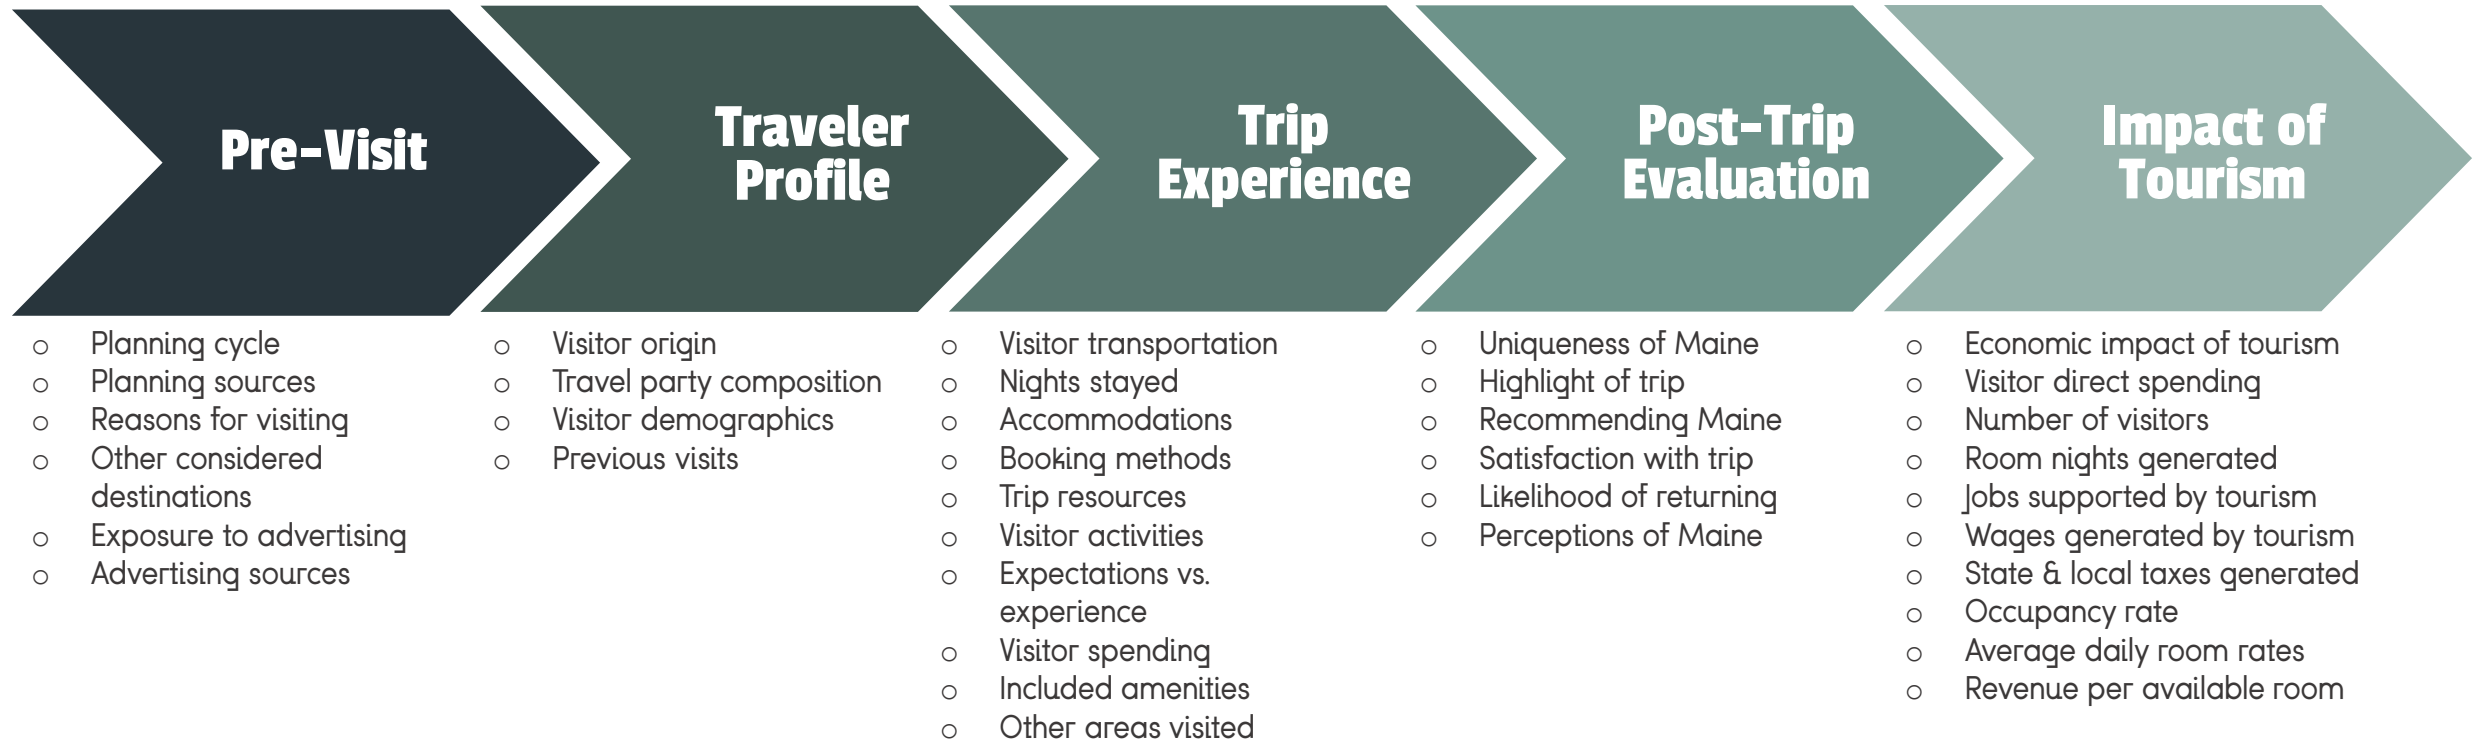 Pre-Visit
Traveler
Profile
Trip
Experience
Post-Trip
Evaluation
Impact of
Tourism
○ Planning cycle
○ Planning sources
○ Reasons for visiting
○ Other considered
destinations
○ Exposure to advertising
○ Advertising sources
○ Visitor origin
○ Travel party composition
○ Visitor demographics
○ Previous visits
○ Visitor transportation
○ Nights stayed
○ Accommodations
○ Booking methods
○ Trip resources
○ Visitor activities
○ Expectations vs.
experience
○ Visitor spending
○ Included amenities
○ Other areas visited
○ Uniqueness of Maine
○ Highlight of trip
○ Recommending Maine
○ Satisfaction with trip
○ Likelihood of returning
○ Perceptions of Maine
○ Economic impact of tourism
○ Visitor direct spending
○ Number of visitors
○ Room nights generated
○ Jobs supported by tourism
○ Wages generated by tourism
○ State & local taxes generated
○ Occupancy rate
○ Average daily room rates
○ Revenue per available room